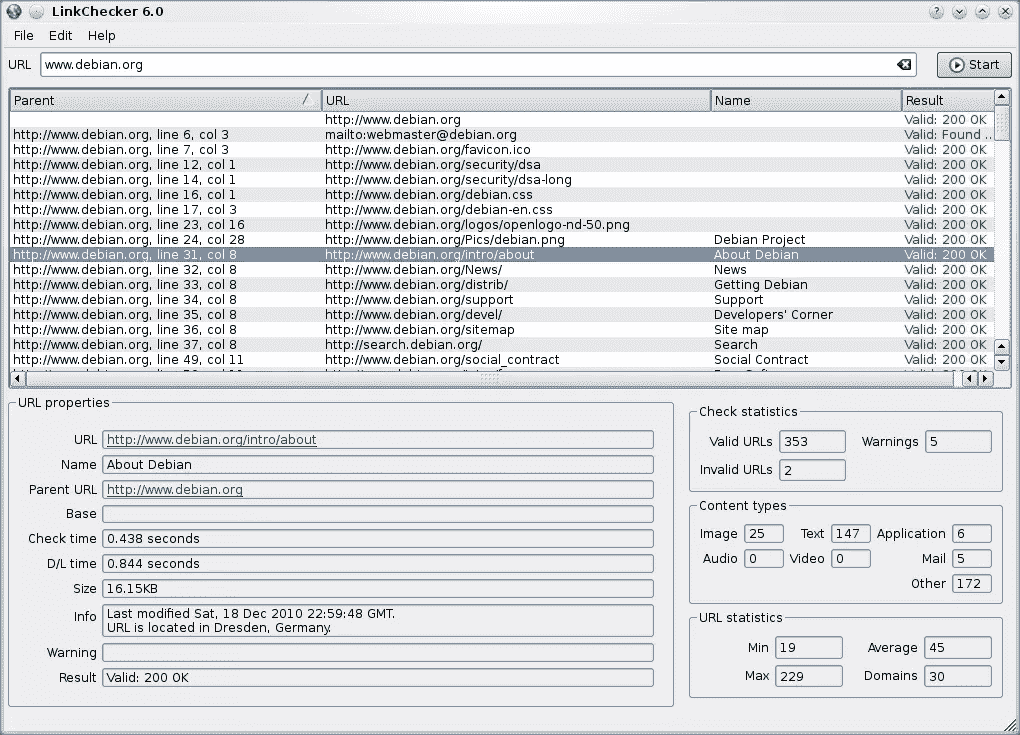 LinkChecker 6.0
File Edit Help
URL www.debian.org Start
Parent / URL Name Result
http://www.debian.org Valid: 200 OK
http://www.debian.org, line 6, col 3 mailto:webmaster@debian.org Valid: Found ..
http://www.debian.org, line 7, col 3 http://www.debian.org/favicon.ico Valid: 200 OK
http://www.debian.org, line 12, col 1 http://www.debian.org/security/dsa Valid: 200 OK
http://www.debian.org, line 14, col 1 http://www.debian.org/security/dsa-long Valid: 200 OK
http://www.debian.org, line 16, col 1 http://www.debian.org/debian.css Valid: 200 OK
http://www.debian.org, line 17, col 3 http://www.debian.org/debian-en.css Valid: 200 OK
http://www.debian.org, line 23, col 16 http://www.debian.org/logos/openlogo-nd-50.png Valid: 200 OK
http://www.debian.org, line 24, col 28 http://www.debian.org/Pics/debian.png Debian Project Valid: 200 OK
http://www.debian.org, line 31, col 8 http://www.debian.org/intro/about About Debian Valid: 200 OK
http://www.debian.org, line 32, col 8 http://www.debian.org/News/ News Valid: 200 OK
http://www.debian.org, line 33, col 8 http://www.debian.org/distrib/ Getting Debian Valid: 200 OK
http://www.debian.org, line 34, col 8 http://www.debian.org/support Support Valid: 200 OK
http://www.debian.org, line 35, col 8 http://www.debian.org/devel/ Developers' Corner Valid: 200 OK
http://www.debian.org, line 36, col 8 http://www.debian.org/sitemap Site map Valid: 200 OK
http://www.debian.org, line 37, col 8 http://search.debian.org/ Search Valid: 200 OK
http://www.debian.org, line 49, col 11 http://www.debian.org/social_contract Social Contract Valid: 200 OK
URL properties
URL http://www.debian.org/intro/about
Name About Debian
Parent URL http://www.debian.org
Base
Check time 0.438 seconds
D/L time 0.844 seconds
Size 16.15KB
Info Last modified Sat, 18 Dec 2010 22:59:48 GMT.
URL is located in Dresden, Germany.
Warning
Result Valid: 200 OK
Check statistics
Valid URLs 353 Warnings 5
Invalid URLs 2
Content types
Image 25 Text 147 Application 6
Audio 0 Video 0 Mail 5
Other 172
URL statistics
Min 19 Average 45
Max 229 Domains 30